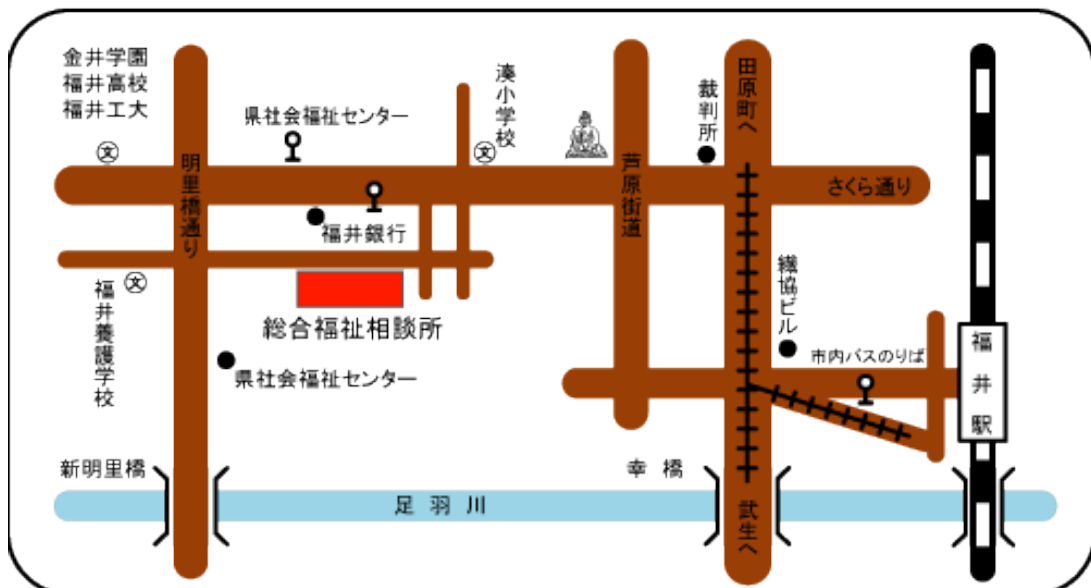 金井学園
福井高校
福井工大
県社会福祉センター
湊小学校
裁判所
田原町へ
文
文
明里橋通り
芦原街道
さくら通り
福井銀行
文
福井養護学校
総合福祉相談所
県社会福祉センター
繊協ビル
市内バスのりば
福井駅
新明里橋
幸橋
足羽川
武生へ